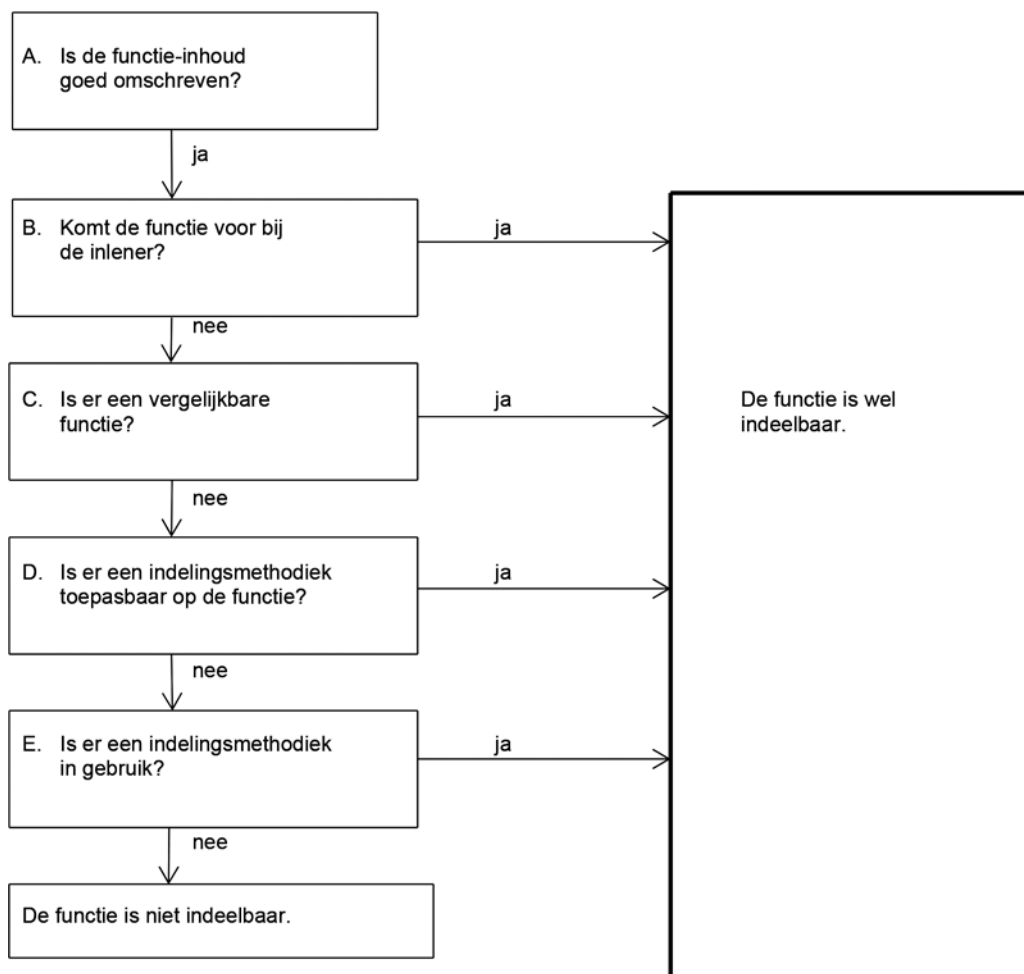 A. Is de functie-inhoud
goed omschreven?
ja
B. Komt de functie voor bij
de inlener?
ja
nee
C. Is er een vergelijkbare
functie?
ja
De functie is wel
indeelbaar.
nee
D. Is er een indelingsmethodiek
toepasbaar op de functie?
ja
nee
E. Is er een indelingsmethodiek
in gebruik?
ja
nee
De functie is niet indeelbaar.